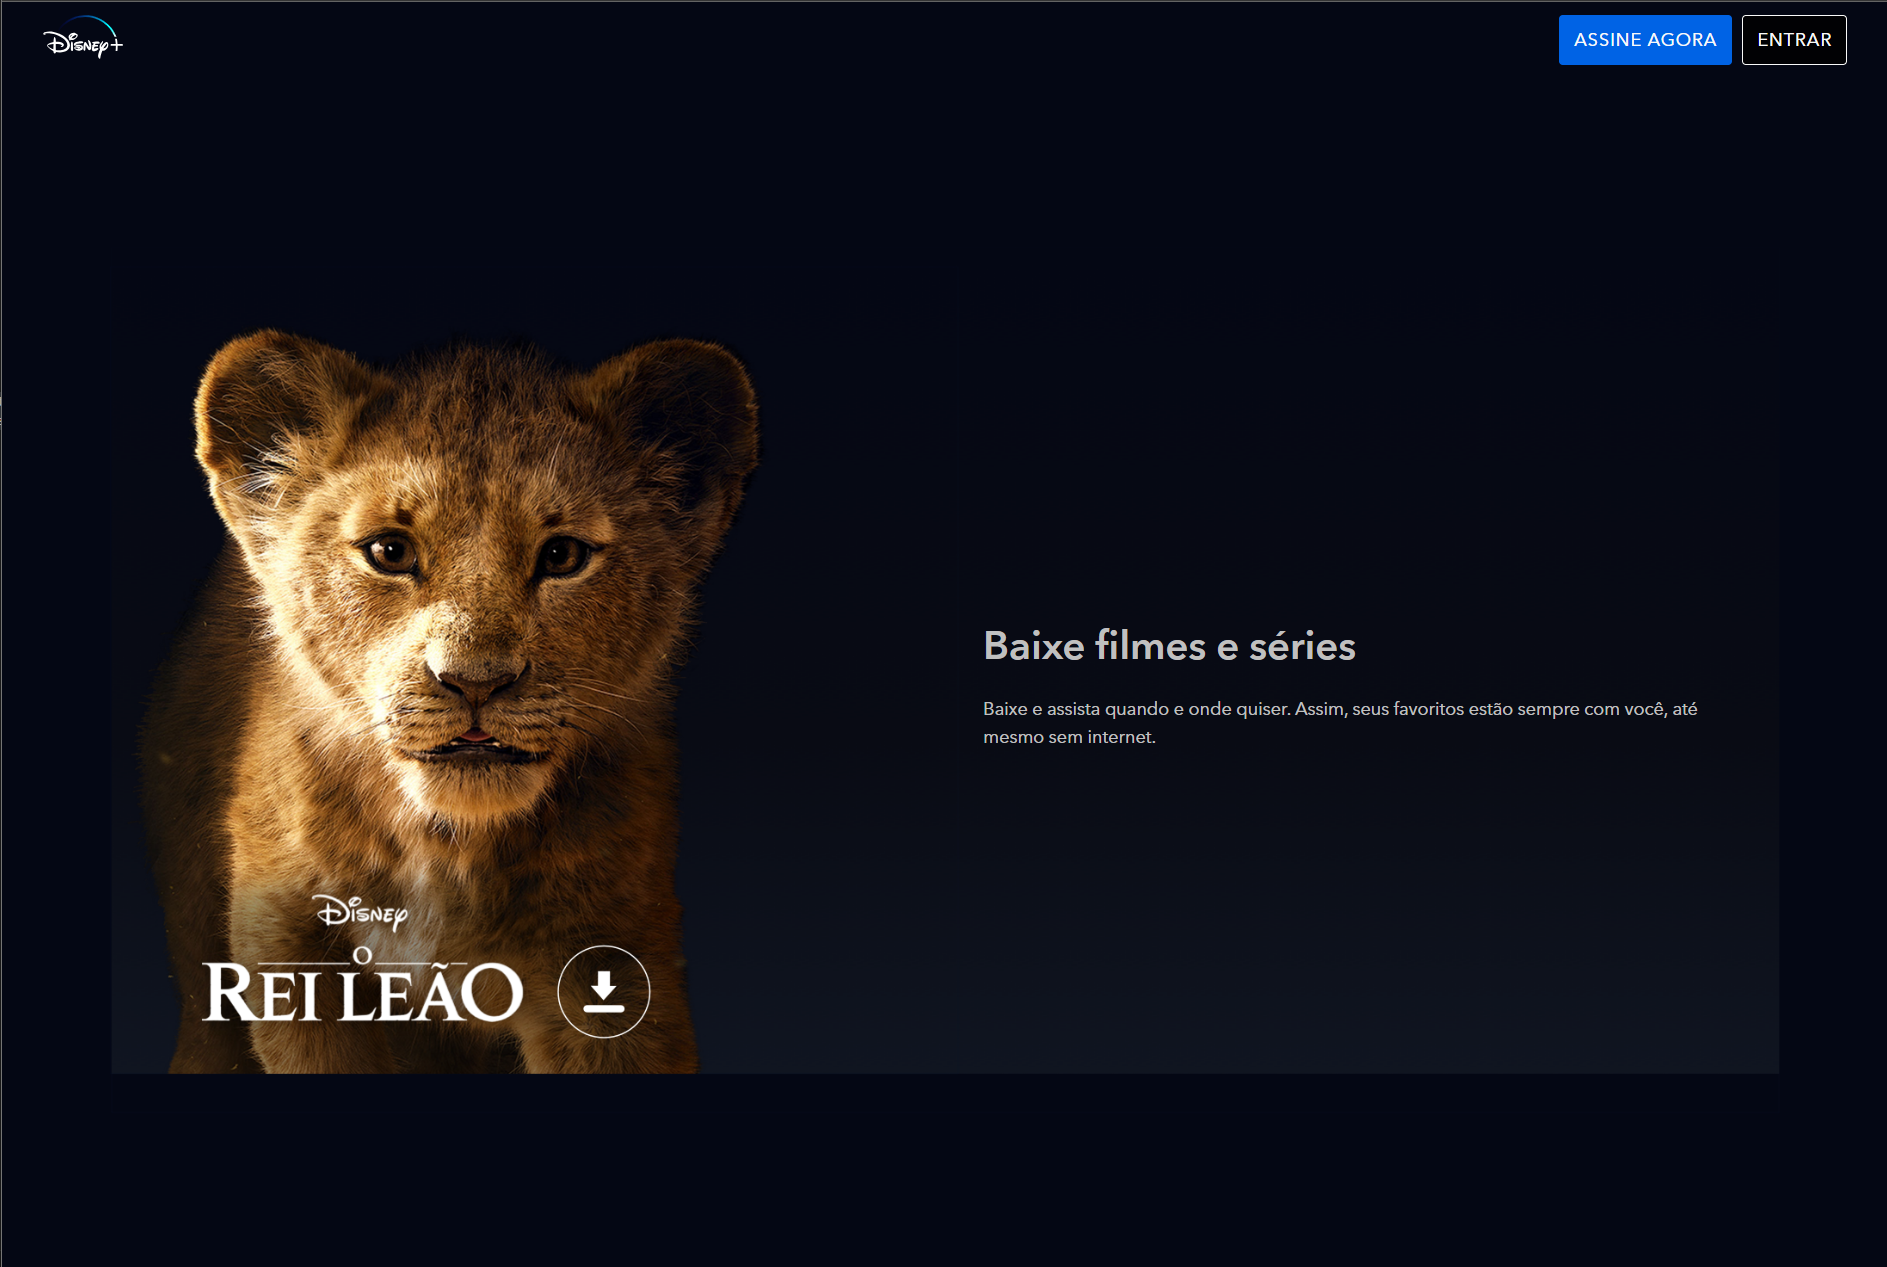 Disney+
ASSINE AGORA
ENTRAR
Baixe filmes e séries
Baixe e assista quando e onde quiser. Assim, seus favoritos estão sempre com você, até
mesmo sem internet.
Disney
O
REI LEÃO